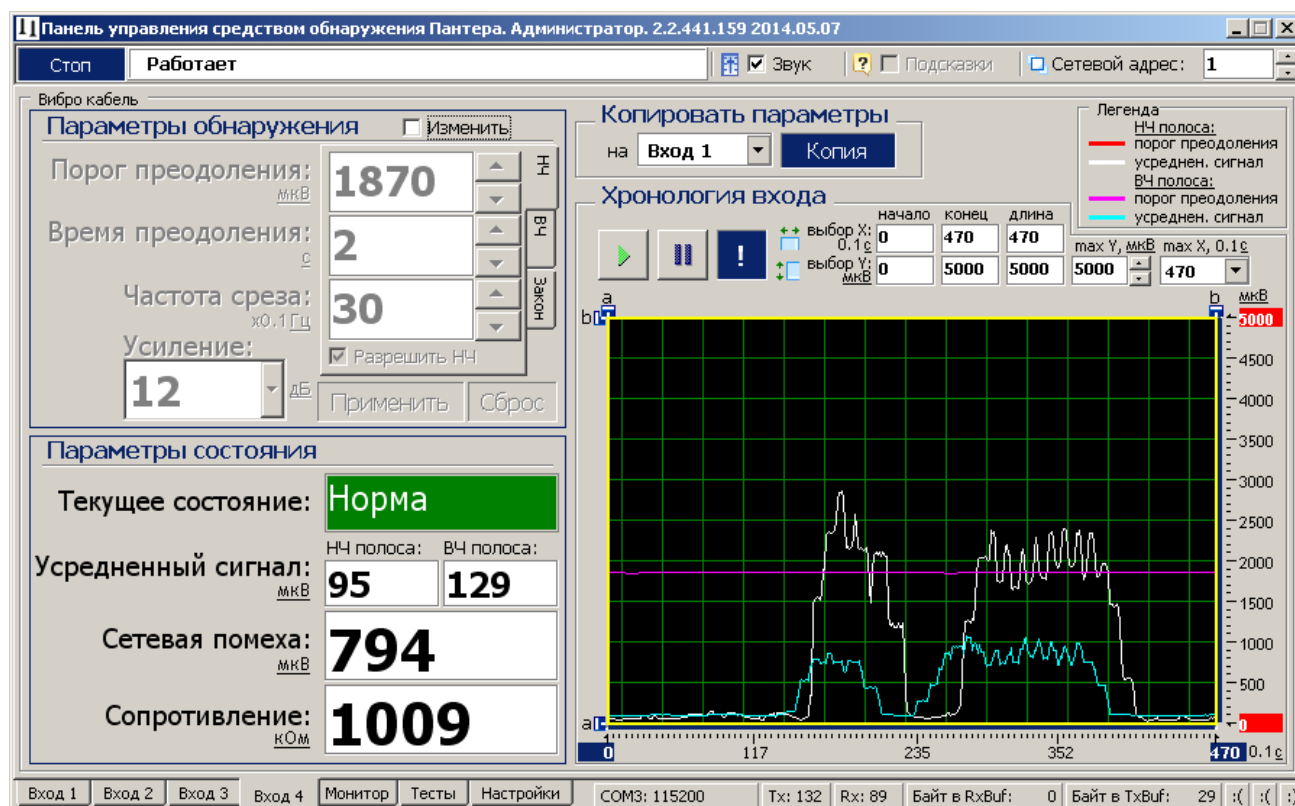 Панель управления средством обнаружения Пантера. Администратор. 2.2.441.159 2014.05.07
Стоп Работает Звук Подсказки Сетевой адрес: 1
Вибро кабель
Параметры обнаружения Изменить
Порог преодоления: 1870
мкВ
Время преодоления: 2
с
Частота среза: 30
x0.1 Гц
Разрешить НЧ
Усиление:
12 дБ
Применить Сброс
НЧ
ВЧ
Закон
Параметры состояния
Текущее состояние: Норма
НЧ полоса: ВЧ полоса:
Усредненный сигнал: 95 129
мкВ
Сетевая помеха: 794
мкВ
Сопротивление: 1009
кОм
Копировать параметры
на Вход 1 Копия
Легенда
НЧ полоса:
порог преодоления
усреднен. сигнал
ВЧ полоса:
порог преодоления
усреднен. сигнал
Хронология входа
начало конец длина
выбор X: 0 470 470
0.1 с
max Y, мкВ max X, 0.1 с
выбор Y: 0 5000 5000 5000 470
мкВ
a b мкВ
b 5000
4500
4000
3500
3000
2500
2000
1500
1000
500
a 0
0 117 235 352 470 0.1 с
Вход 1 Вход 2 Вход 3 Вход 4 Монитор Тесты Настройки COM3: 115200 Tx: 132 Rx: 89 Байт в RxBuf: 0 Байт в TxBuf: 29 :( :( :)